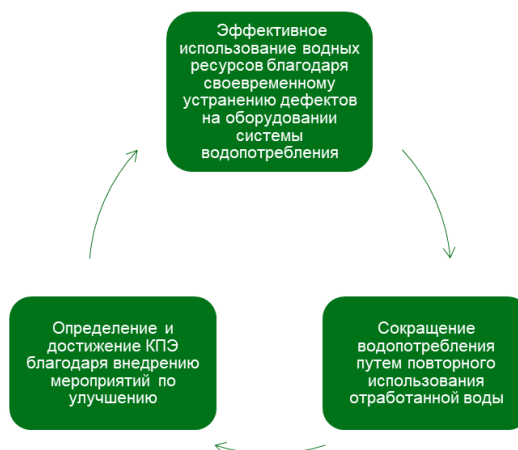 Эффективное
использование водных
ресурсов благодаря
своевременному
устранению дефектов
на оборудовании
системы
водопотребления
Определение и
достижение КПЭ
благодаря внедрению
мероприятий по
улучшению
Сокращение
водопотребления
путем повторного
использования
отработанной воды